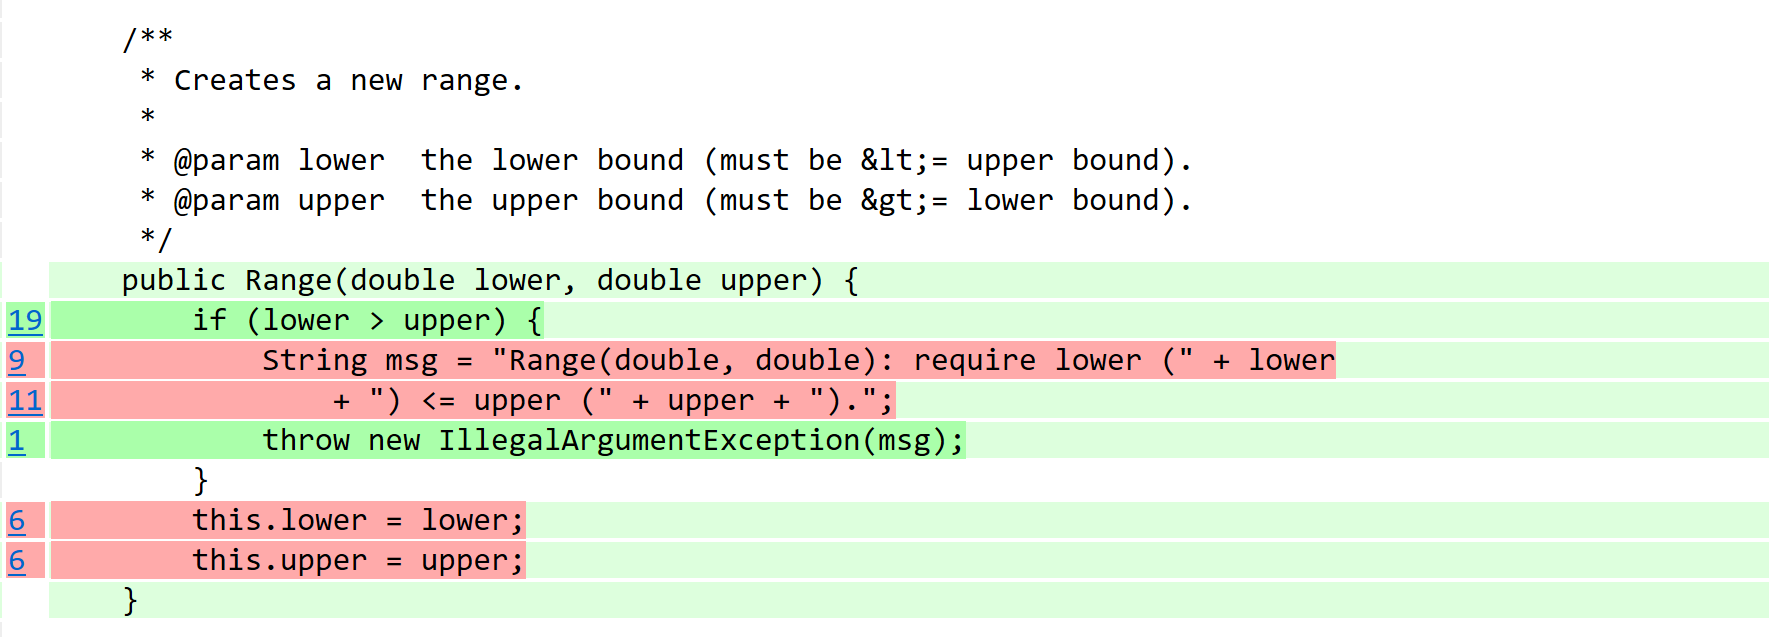 /**
 * Creates a new range.
 *
 * @param lower  the lower bound (must be &lt;= upper bound).
 * @param upper  the upper bound (must be &gt;= lower bound).
 */
public Range(double lower, double upper) {
19 if (lower > upper) {
9 String msg = "Range(double, double): require lower (" + lower
11 + ") <= upper (" + upper + ").";
1 throw new IllegalArgumentException(msg);
}
6 this.lower = lower;
6 this.upper = upper;
}